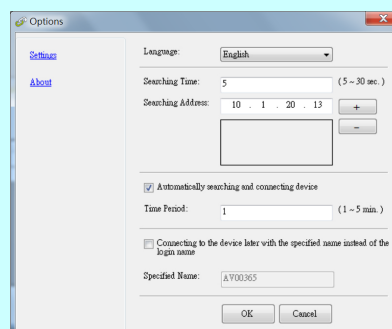 Options
Settings
About
Language: English
Searching Time: 5 (5 ~ 30 sec. )
Searching Address: 10 . 1 . 20 . 13 +
−
Automatically searching and connecting device
Time Period: 1 (1 ~ 5 min. )
Connecting to the device later with the specified name instead of the
login name
Specified Name: AV00365
OK Cancel